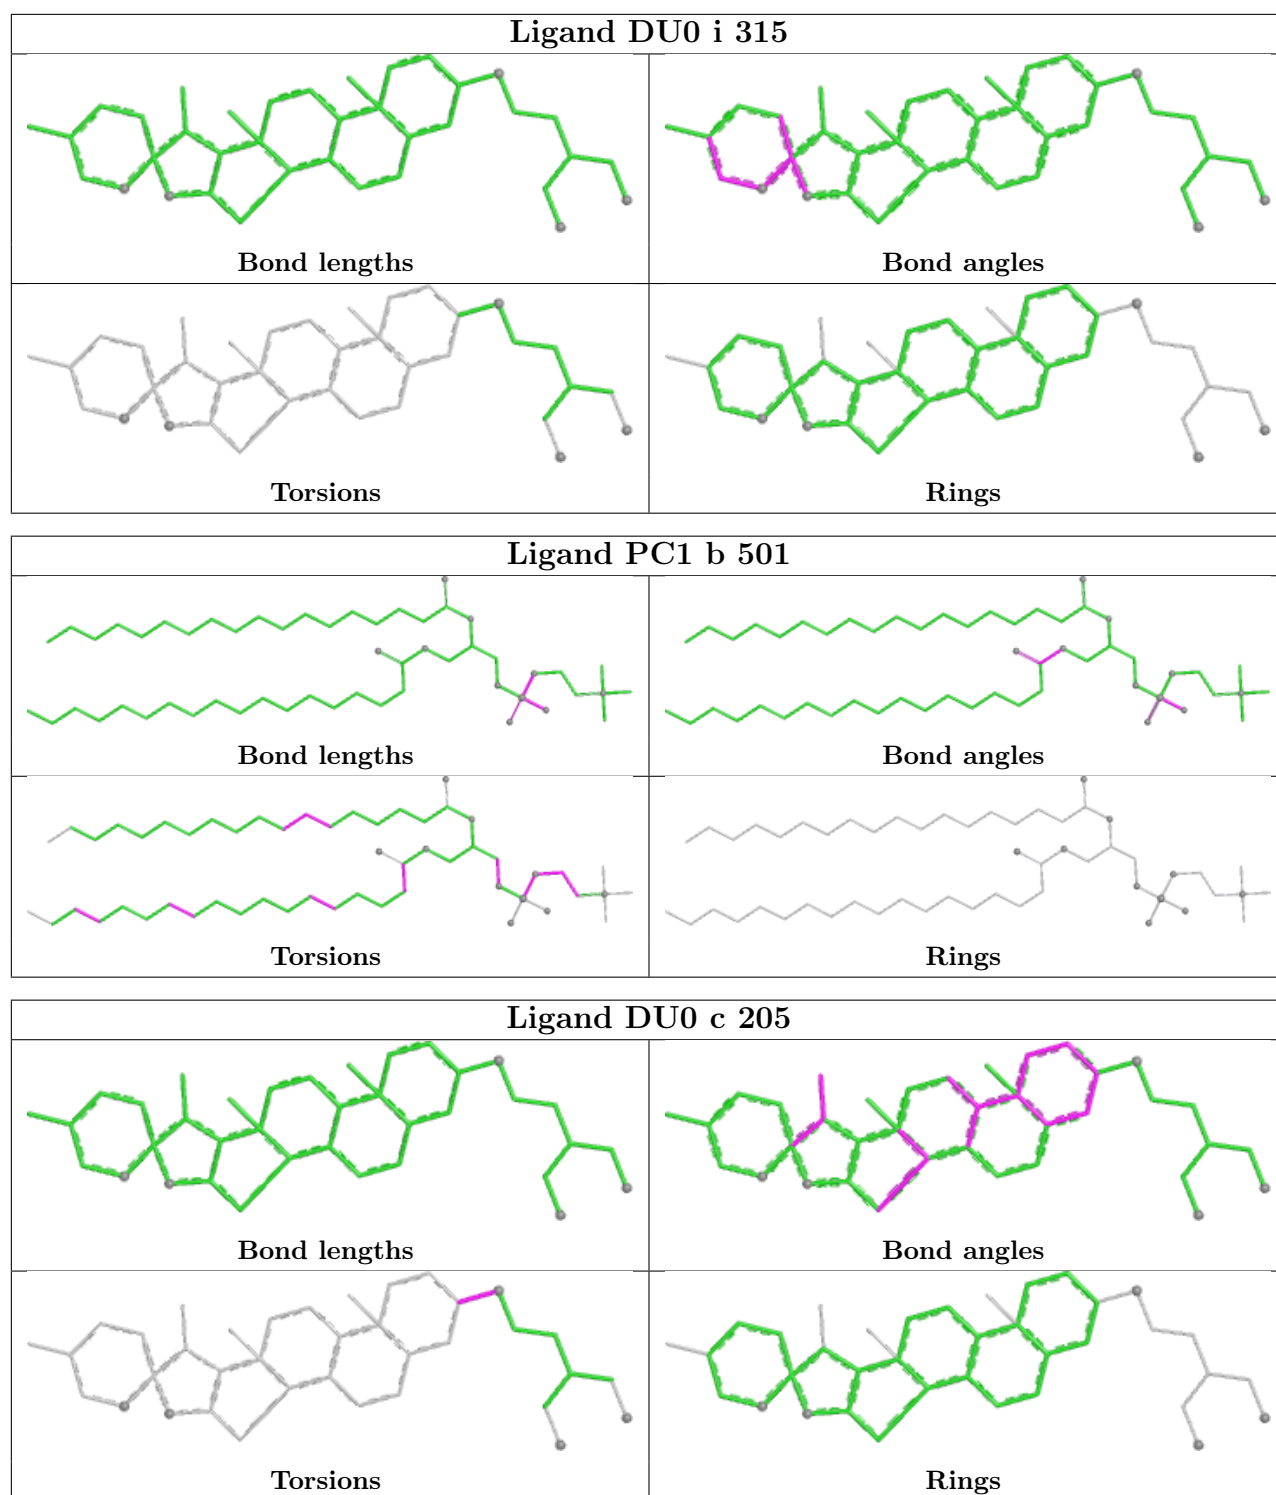 Ligand DU0 i 315
Bond lengths
Bond angles
Torsions
Rings
Ligand PC1 b 501
Bond lengths
Bond angles
Torsions
Rings
Ligand DU0 c 205
Bond lengths
Bond angles
Torsions
Rings